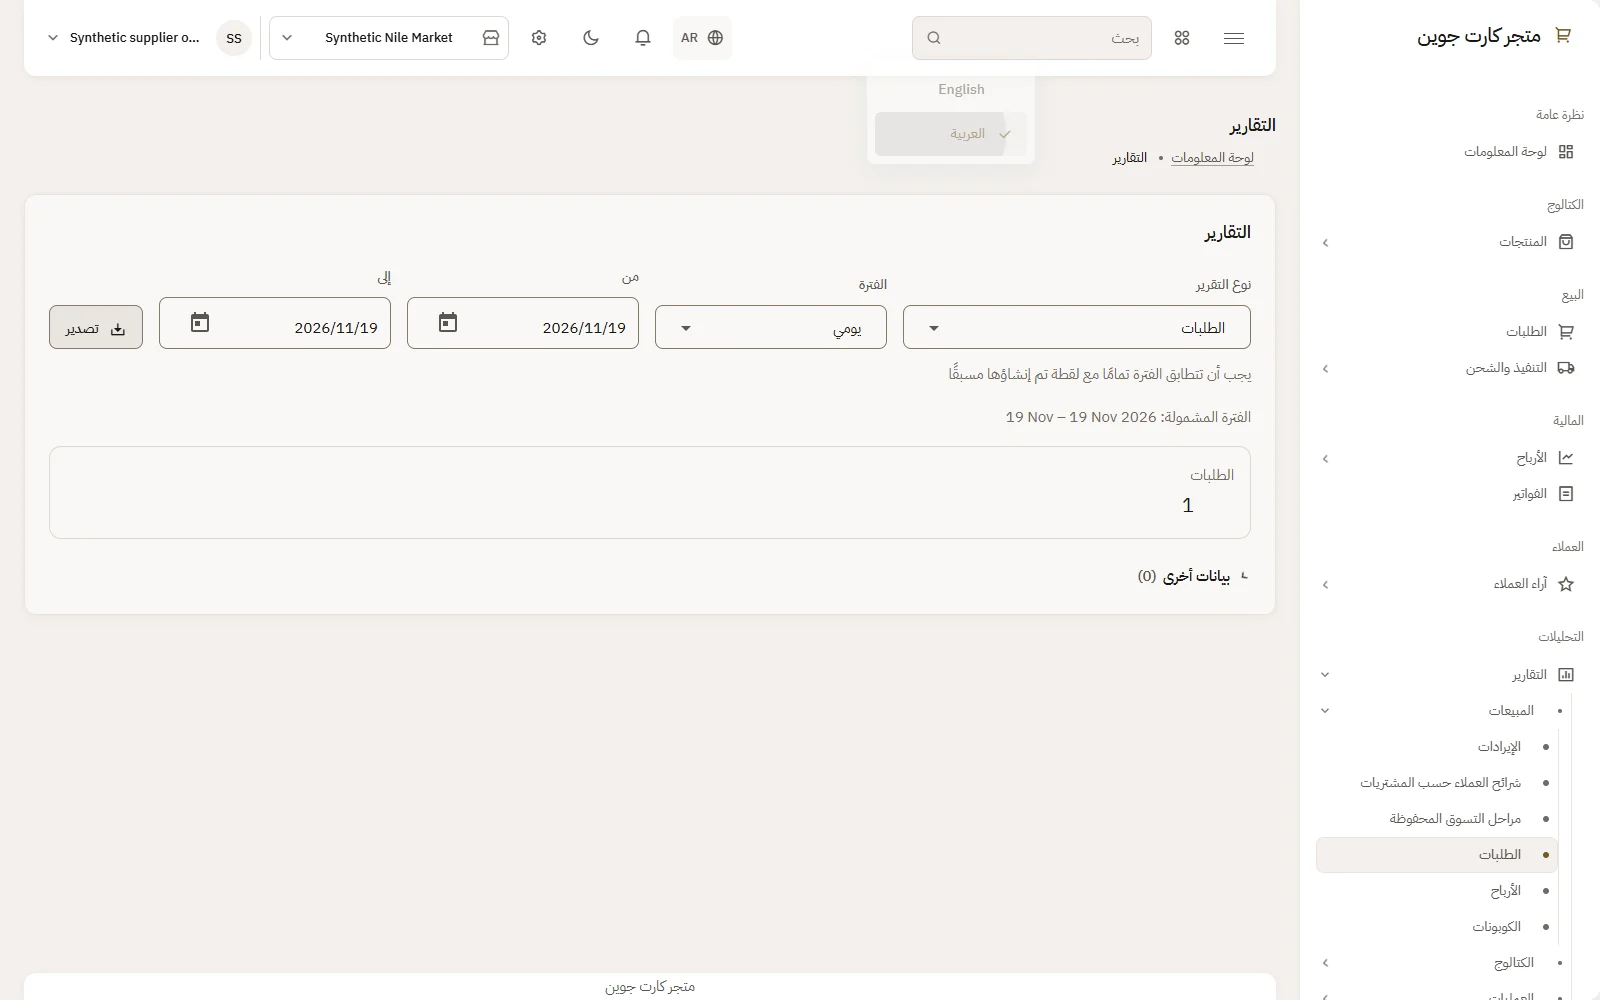 متجر كارت جوين
نظرة عامة
لوحة المعلومات
الكتالوج
المنتجات
البيع
الطلبات
التنفيذ والشحن
المالية
الأرباح
الفواتير
العملاء
آراء العملاء
التحليلات
التقارير
المبيعات
الإيرادات
شرائح العملاء حسب المشتريات
مراحل التسوق المحفوظة
الطلبات
الأرباح
الكوبونات
الكتالوج
العمليات
بحث
AR
Synthetic Nile Market
SS
Synthetic supplier o...
English
العربية
التقارير
لوحة المعلومات • التقارير
التقارير
نوع التقرير
الطلبات
الفترة
يومي
من
2026/11/19
إلى
2026/11/19
تصدير
يجب أن تتطابق الفترة تمامًا مع لقطة تم إنشاؤها مسبقًا
الفترة المشمولة: 19 Nov – 19 Nov 2026
الطلبات
1
بيانات أخرى (0)
متجر كارت جوين